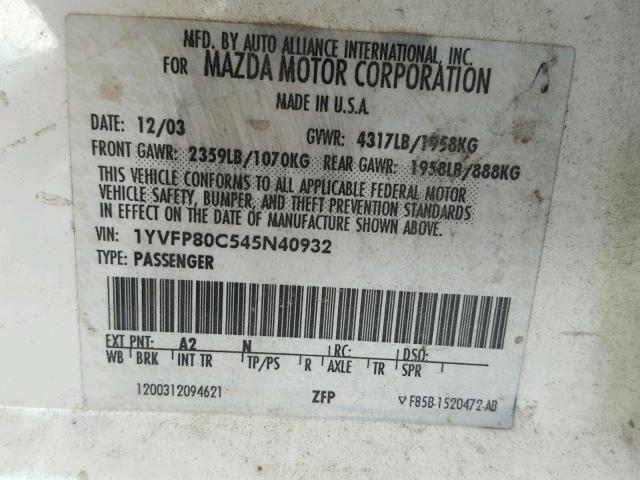 MFD. BY AUTO ALLIANCE INTERNATIONAL, INC.
FOR MAZDA MOTOR CORPORATION
MADE IN U.S.A.
DATE: 12/03 GVWR: 4317LB/1958KG
FRONT GAWR: 2359LB/1070KG REAR GAWR: 1958LB/888KG
THIS VEHICLE CONFORMS TO ALL APPLICABLE FEDERAL MOTOR
VEHICLE SAFETY, BUMPER, AND THEFT PREVENTION STANDARDS
IN EFFECT ON THE DATE OF MANUFACTURE SHOWN ABOVE.
VIN: 1YVFP80C545N40932
TYPE: PASSENGER
EXT PNT: A2 N RC: DSO:
WB BRK INT TR TP/PS R AXLE TR SPR
1200312094621 ZFP F85B-1520472-AB